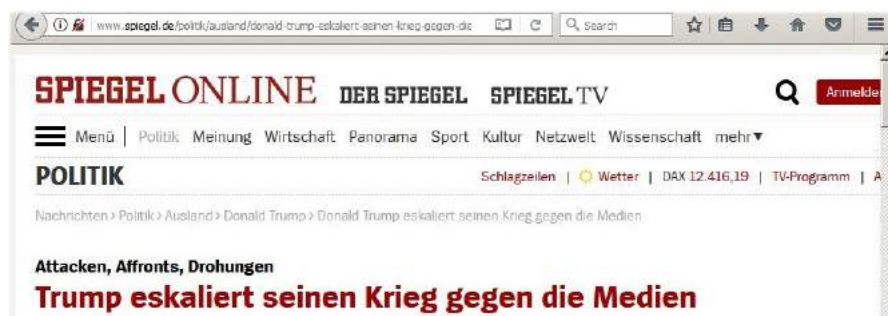 www.spiegel.de/politik/ausland/donald-trump-eskaliert-seinen-krieg-gegen-die
Search
SPIEGEL ONLINE DER SPIEGEL SPIEGEL TV
Anmelden
Menü | Politik Meinung Wirtschaft Panorama Sport Kultur Netzwelt Wissenschaft mehr▼
POLITIK
Schlagzeilen | Wetter | DAX 12.416,19 | TV-Programm | A
Nachrichten > Politik > Ausland > Donald Trump > Donald Trump eskaliert seinen Krieg gegen die Medien
Attacken, Affronts, Drohungen
Trump eskaliert seinen Krieg gegen die Medien